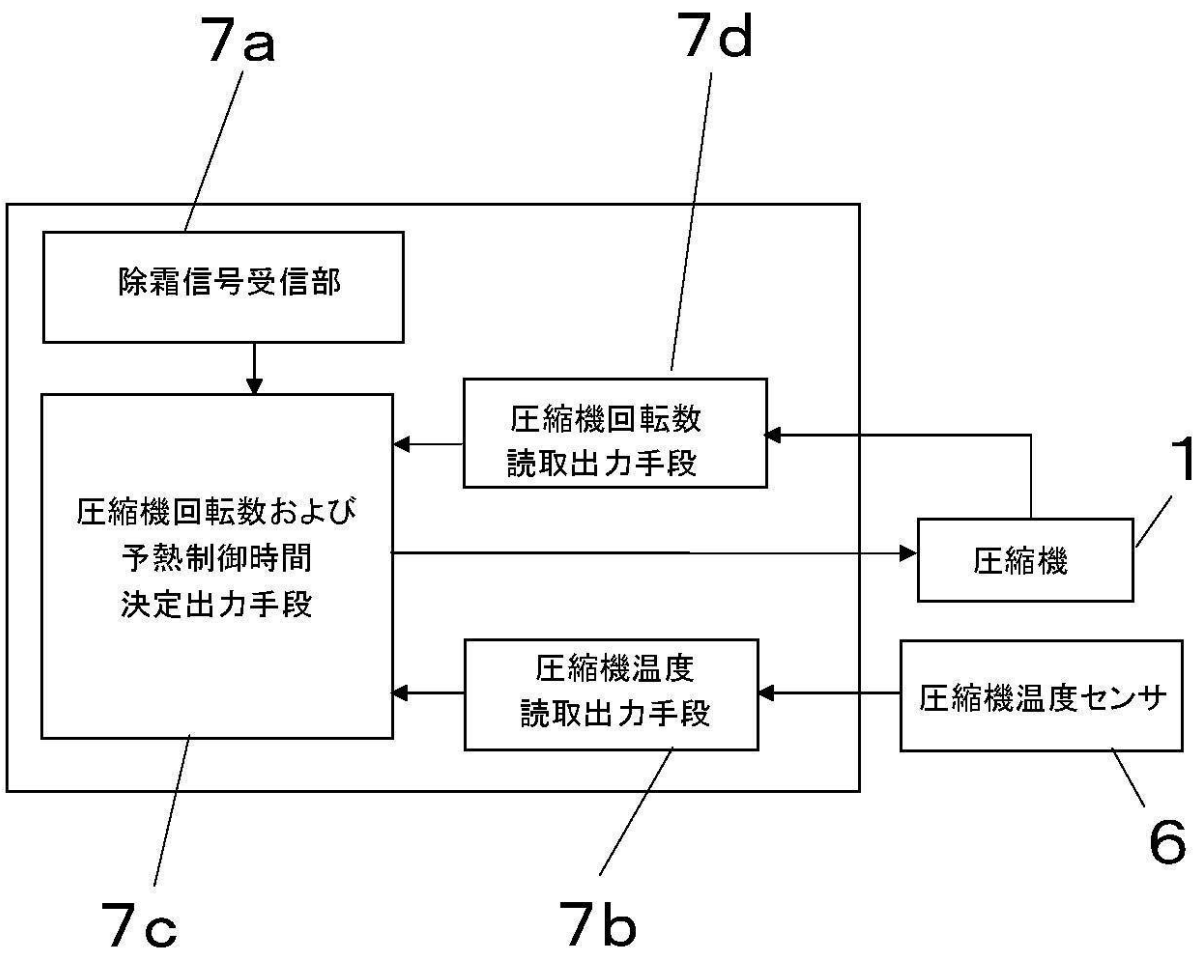 7a
7d
除霜信号受信部
圧縮機回転数
読取出力手段
1
圧縮機回転数および
予熱制御時間
決定出力手段
圧縮機
圧縮機温度
読取出力手段
圧縮機温度センサ
6
7c
7b